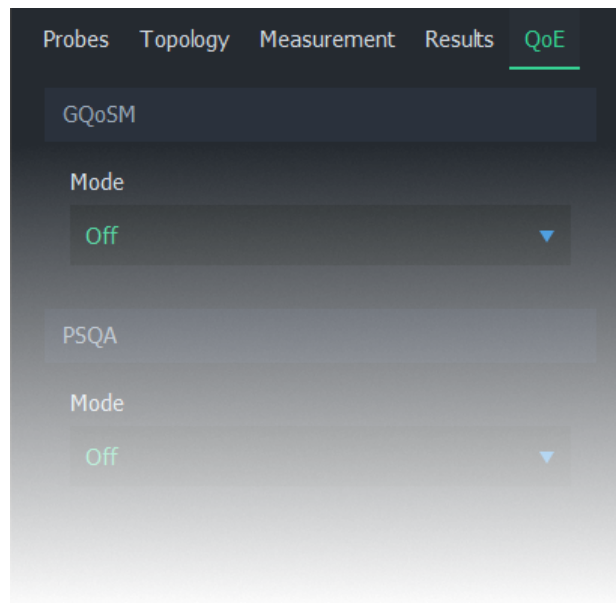 Probes Topology Measurement Results QoE
GQoSM
Mode
Off
PSQA
Mode
Off